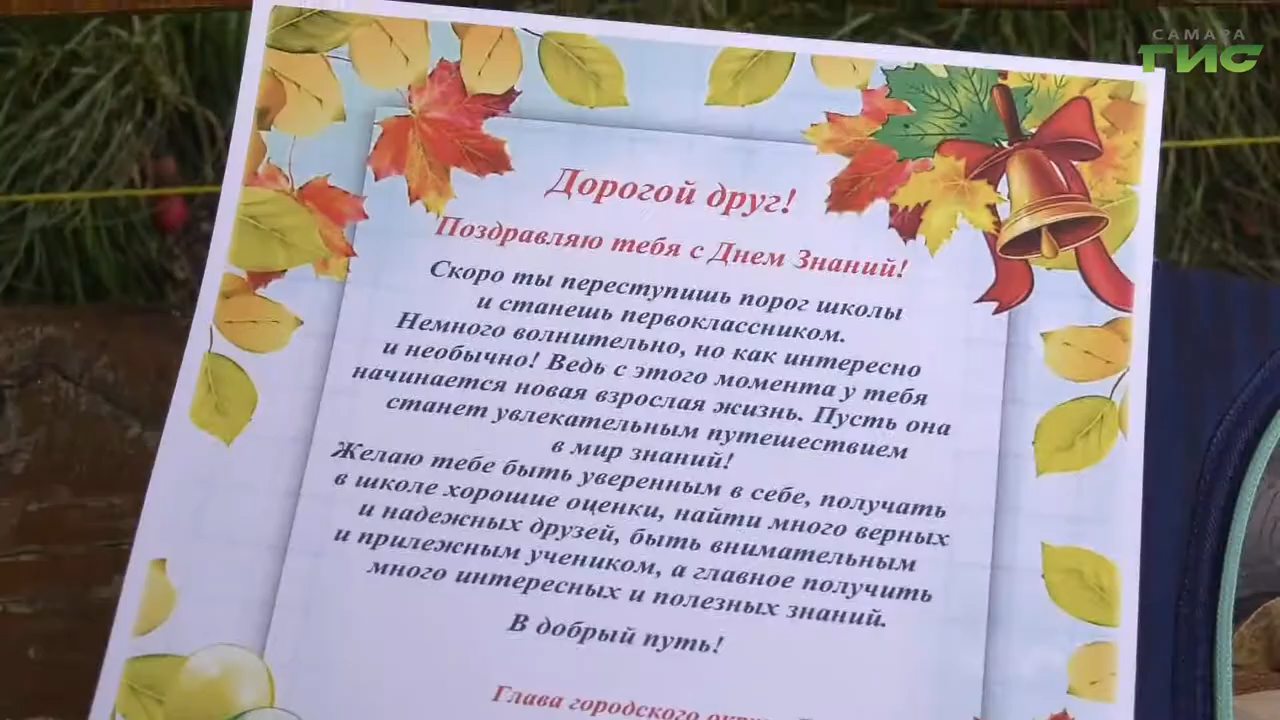 САМАРА
ГИС
Дорогой друг!
Поздравляю тебя с Днем Знаний!
Скоро ты переступишь порог школы
и станешь первоклассником.
Немного волнительно, но как интересно
и необычно! Ведь с этого момента у тебя
начинается новая взрослая жизнь. Пусть она
станет увлекательным путешествием
в мир знаний!
Желаю тебе быть уверенным в себе, получать
в школе хорошие оценки, найти много верных
и надежных друзей, быть внимательным
и прилежным учеником, а главное получить
много интересных и полезных знаний.
В добрый путь!
Глава городского